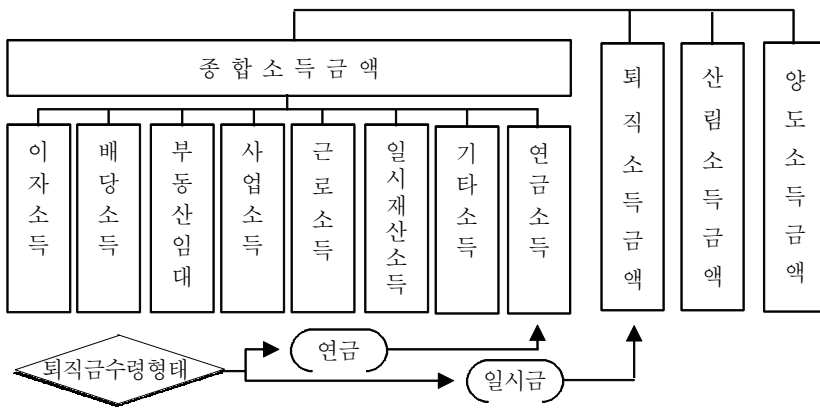 종 합 소 득 금 액
퇴직소득금액
산림소득금액
양도소득금액
이자소득
배당소득
부동산임대
사업소득
근로소득
일시재산소득
기타소득
연금소득
퇴직금수령형태
연금
일시금